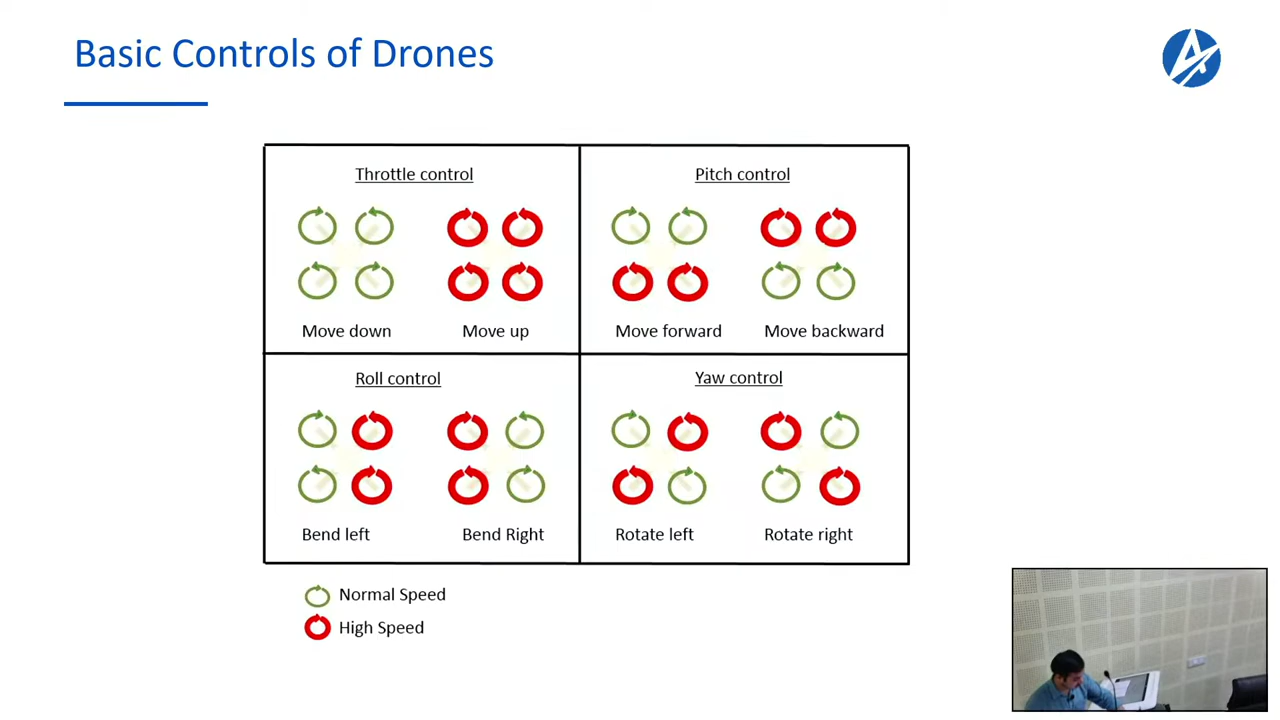 Basic Controls of Drones
Throttle control
Move down
Move up
Pitch control
Move forward
Move backward
Roll control
Bend left
Bend Right
Yaw control
Rotate left
Rotate right
Normal Speed
High Speed